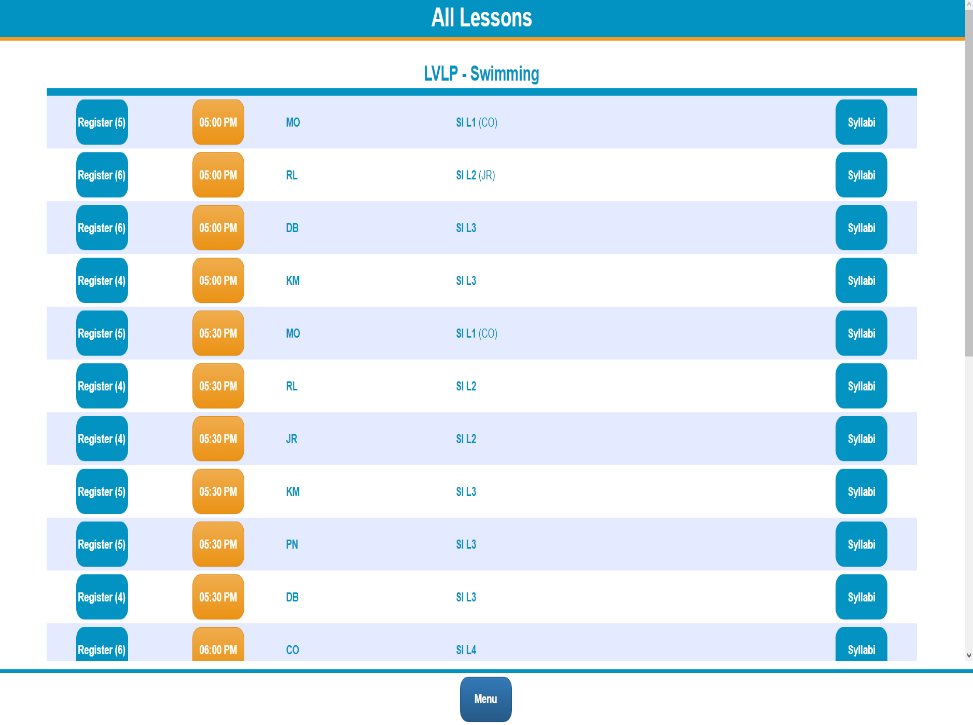 All Lessons
LVLP - Swimming
Register (5) 05:00 PM MO SI L1 (CO) Syllabi
Register (6) 05:00 PM RL SI L2 (JR) Syllabi
Register (6) 05:00 PM DB SI L3 Syllabi
Register (4) 05:00 PM KM SI L3 Syllabi
Register (5) 05:30 PM MO SI L1 (CO) Syllabi
Register (4) 05:30 PM RL SI L2 Syllabi
Register (4) 05:30 PM JR SI L2 Syllabi
Register (5) 05:30 PM KM SI L3 Syllabi
Register (5) 05:30 PM PN SI L3 Syllabi
Register (4) 05:30 PM DB SI L3 Syllabi
Register (6) 06:00 PM CO SI L4 Syllabi
Menu